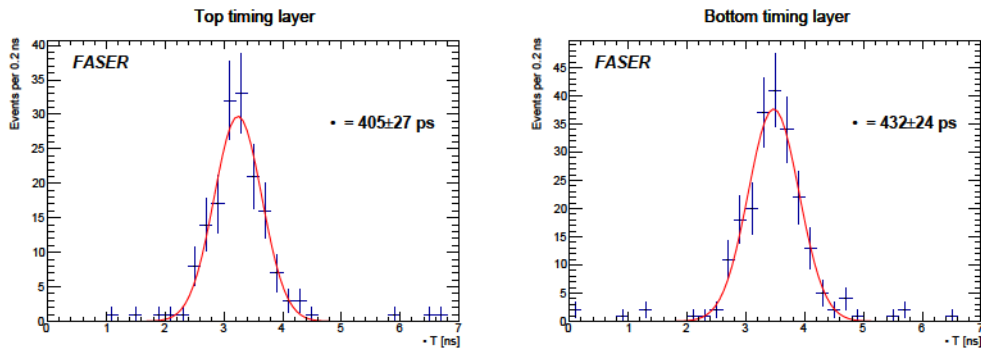 Top timing layer
Events per 0.2 ns
40
35
30
25
20
15
10
5
0
FASER
• = 405±27 ps
0 1 2 3 4 5 6 7
• T [ns]
Bottom timing layer
Events per 0.2 ns
45
40
35
30
25
20
15
10
5
0
FASER
• = 432±24 ps
0 1 2 3 4 5 6 7
• T [ns]